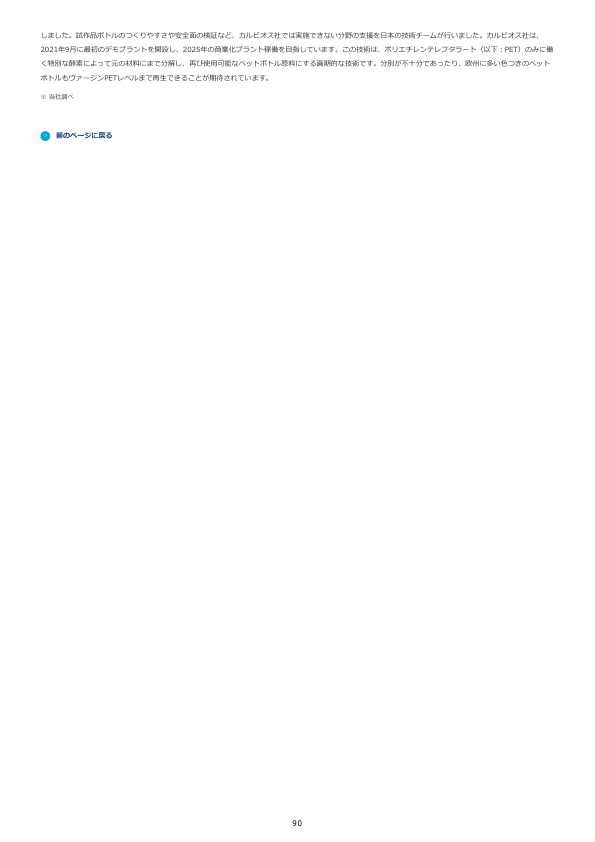 しました。試作品ボトルのつくりやすさや安全面の検証など、カルビオス社では実施できない分野の支援を日本の技術チームが行いました。カルビオス社は、
2021年9月に最初のデモプラントを開設し、2025年の商業化プラント稼働を目指しています。この技術は、ポリエチレンテレフタラート（以下：PET）のみに働
く特別な酵素によって元の材料にまで分解し、再び使用可能なペットボトル原料にする画期的な技術です。分別が不十分であったり、欧州に多い色つきのペット
ボトルもヴァージンPETレベルまで再生できることが期待されています。
※ 当社調べ
前のページに戻る
90